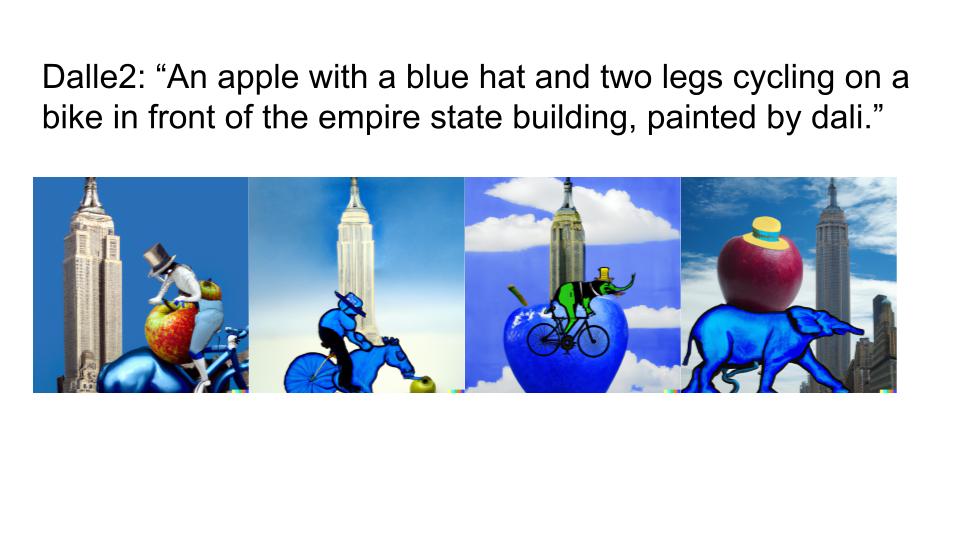 Dalle2: “An apple with a blue hat and two legs cycling on a
bike in front of the empire state building, painted by dali.”